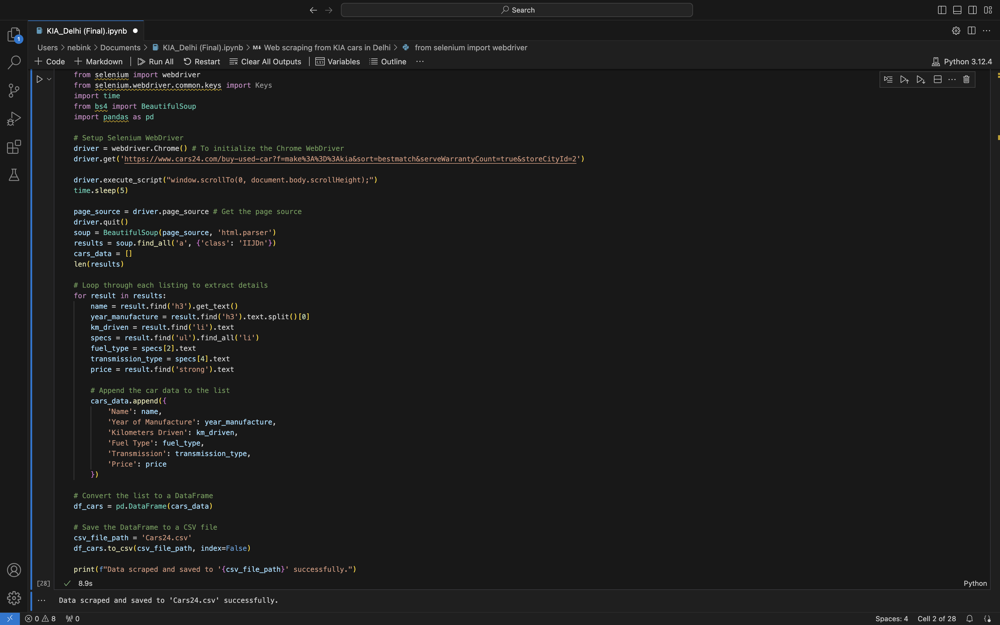 Search
KIA_Delhi (Final).ipynb
1
Users > nebink > Documents > KIA_Delhi (Final).ipynb > M↓ Web scraping from KIA cars in Delhi > from selenium import webdriver
+ Code + Markdown | Run All Restart Clear All Outputs | Variables Outline ... Python 3.12.4
from selenium import webdriver
from selenium.webdriver.common.keys import Keys
import time
from bs4 import BeautifulSoup
import pandas as pd
# Setup Selenium WebDriver
driver = webdriver.Chrome() # To initialize the Chrome WebDriver
driver.get('https://www.cars24.com/buy-used-car?f=make%3A%3D%3Akia&sort=bestmatch&serveWarrantyCount=true&storeCityId=2')
driver.execute_script("window.scrollTo(0, document.body.scrollHeight);")
time.sleep(5)
page_source = driver.page_source # Get the page source
driver.quit()
soup = BeautifulSoup(page_source, 'html.parser')
results = soup.find_all('a', {'class': 'IIJDn'})
cars_data = []
len(results)
# Loop through each listing to extract details
for result in results:
    name = result.find('h3').get_text()
    year_manufacture = result.find('h3').text.split()[0]
    km_driven = result.find('li').text
    specs = result.find('ul').find_all('li')
    fuel_type = specs[2].text
    transmission_type = specs[4].text
    price = result.find('strong').text
    # Append the car data to the list
    cars_data.append({
        'Name': name,
        'Year of Manufacture': year_manufacture,
        'Kilometers Driven': km_driven,
        'Fuel Type': fuel_type,
        'Transmission': transmission_type,
        'Price': price
    })
# Convert the list to a DataFrame
df_cars = pd.DataFrame(cars_data)
# Save the DataFrame to a CSV file
csv_file_path = 'Cars24.csv'
df_cars.to_csv(csv_file_path, index=False)
print(f"Data scraped and saved to '{csv_file_path}' successfully.")
[28] ✓ 8.9s Python
... Data scraped and saved to 'Cars24.csv' successfully.
0 8 0 Spaces: 4 Cell 2 of 28